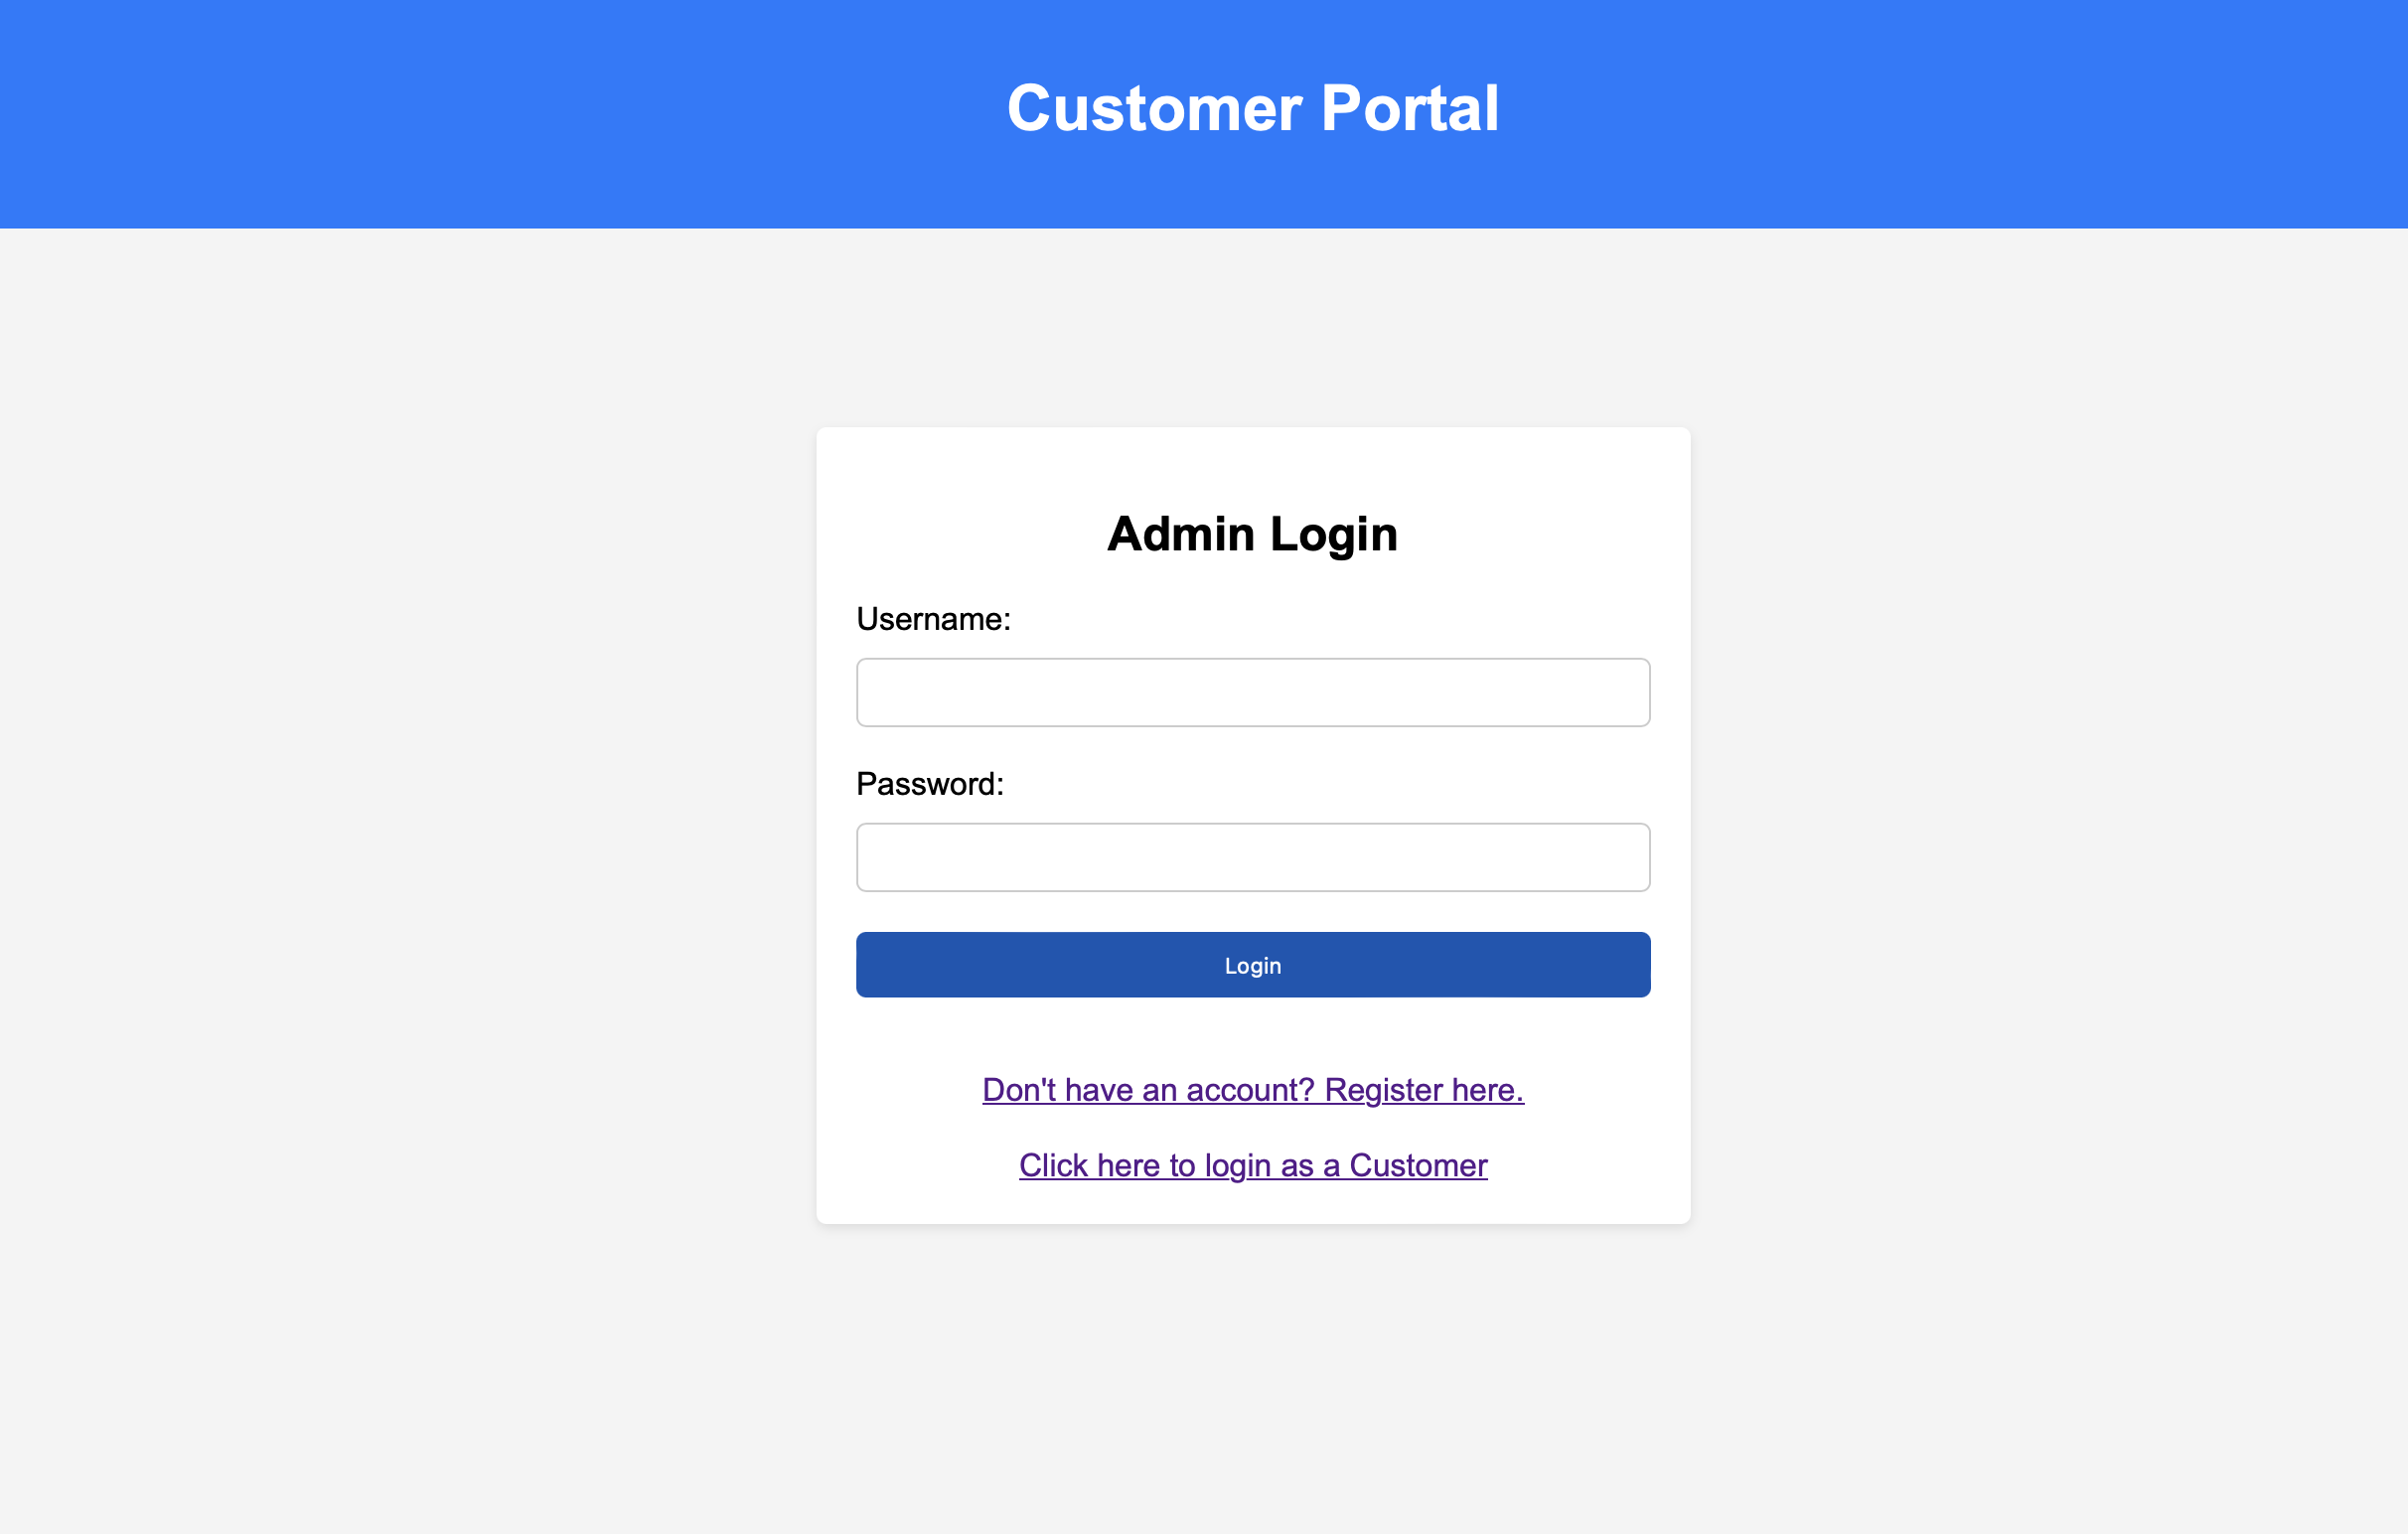 Customer Portal
Admin Login
Username:
Password:
Login
Don't have an account? Register here.
Click here to login as a Customer